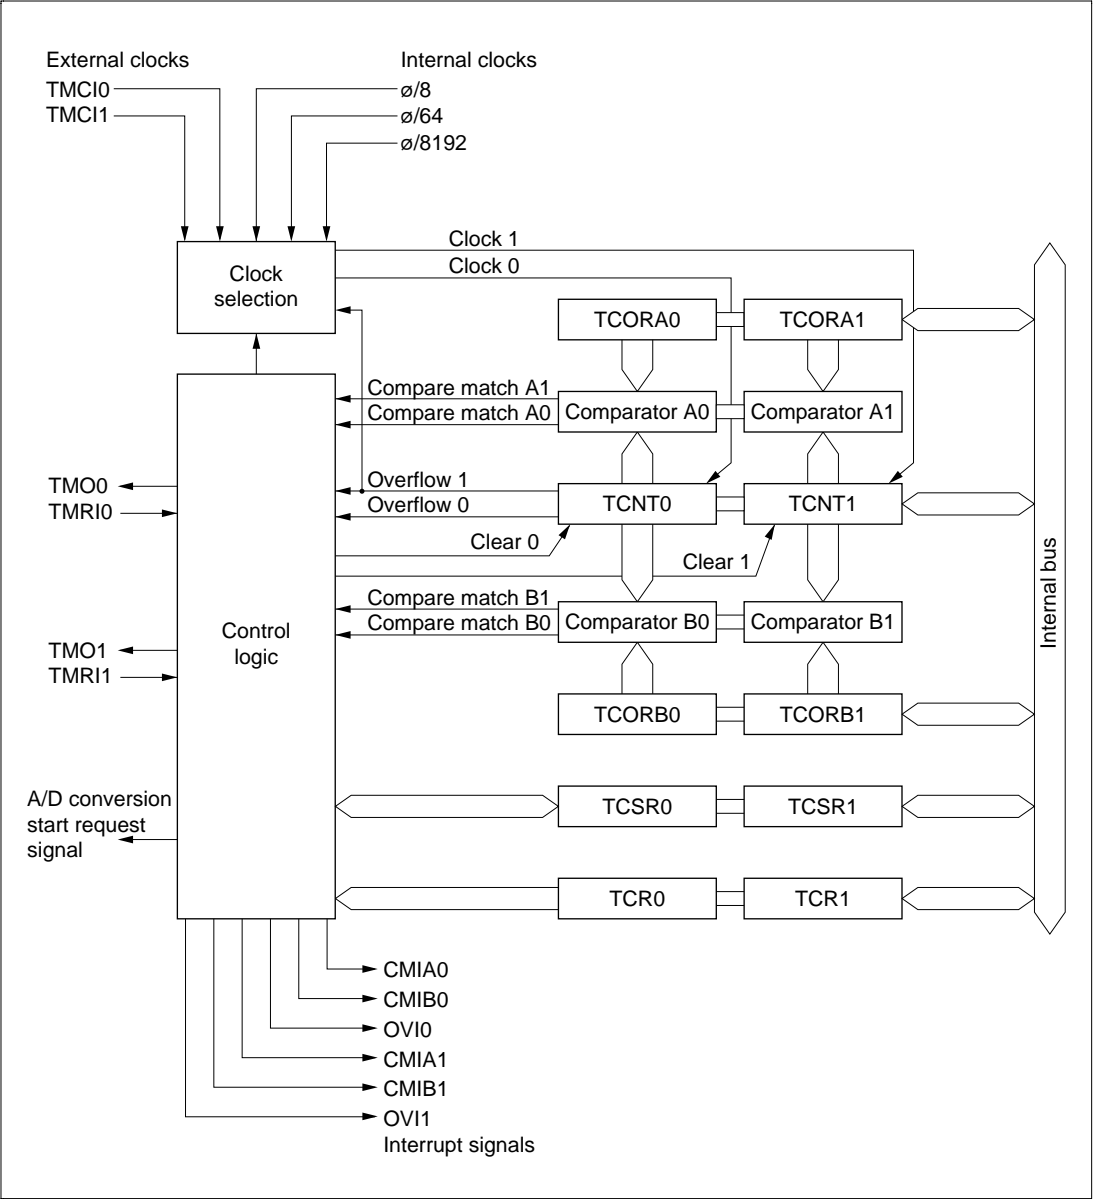 External clocks
Internal clocks
TMCI0
ø/8
TMCI1
ø/64
ø/8192
Clock 1
Clock 0
Clock
selection
TCORA0
TCORA1
Compare match A1
Compare match A0
Comparator A0
Comparator A1
TMO0
TMRI0
Overflow 1
Overflow 0
TCNT0
TCNT1
Clear 0
Clear 1
Internal bus
Compare match B1
Compare match B0
Comparator B0
Comparator B1
Control
logic
TMO1
TMRI1
TCORB0
TCORB1
A/D conversion
start request
signal
TCSR0
TCSR1
TCR0
TCR1
CMIA0
CMIB0
OVI0
CMIA1
CMIB1
OVI1
Interrupt signals